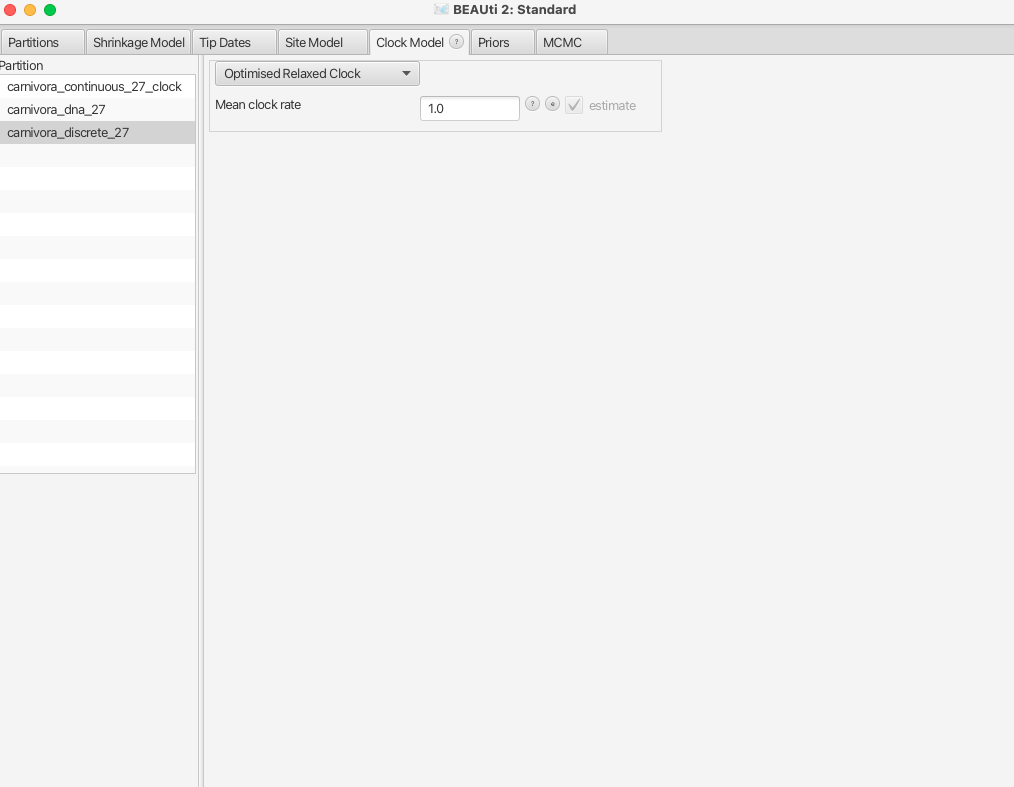 BEAUti 2: Standard
Partitions Shrinkage Model Tip Dates Site Model Clock Model ? Priors MCMC
Partition
carnivora_continuous_27_clock
carnivora_dna_27
carnivora_discrete_27
Optimised Relaxed Clock
Mean clock rate 1.0 ? e estimate